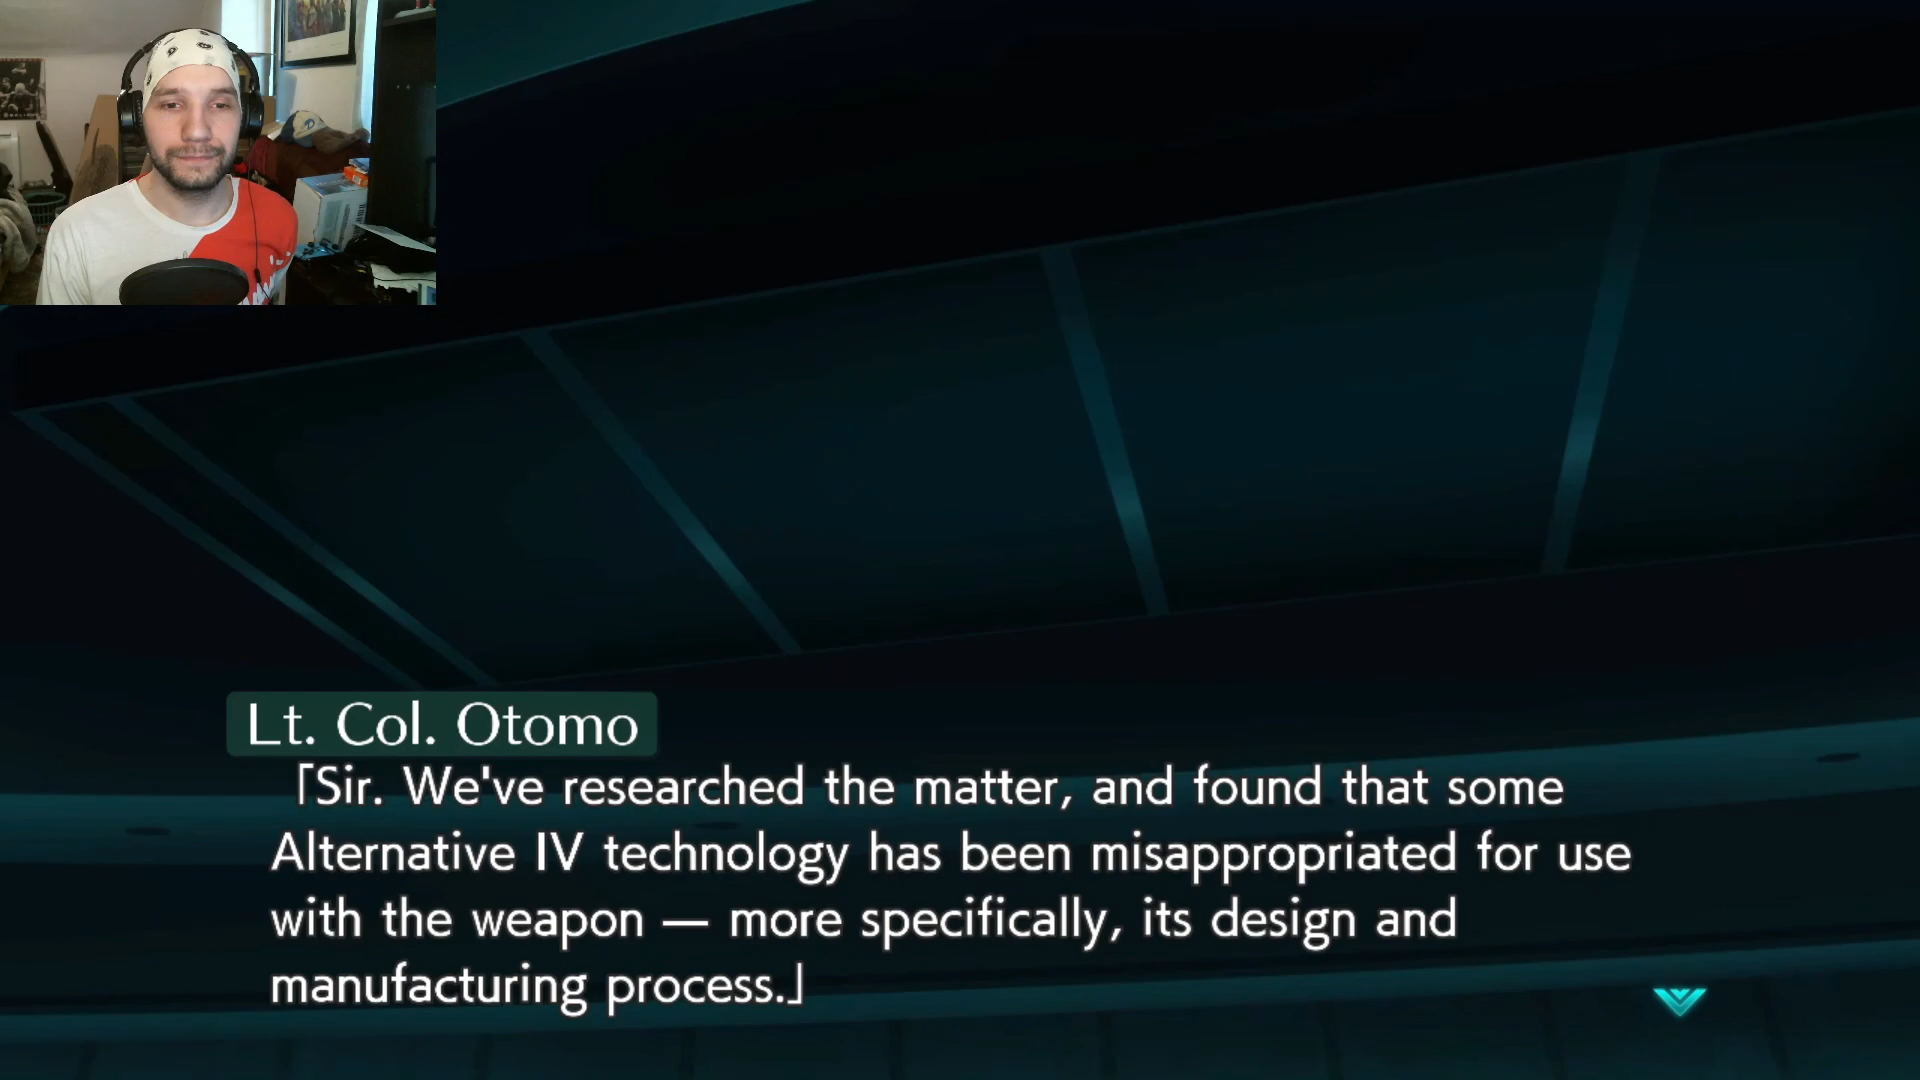 Lt. Col. Otomo
「Sir. We've researched the matter, and found that some
Alternative IV technology has been misappropriated for use
with the weapon — more specifically, its design and
manufacturing process.」